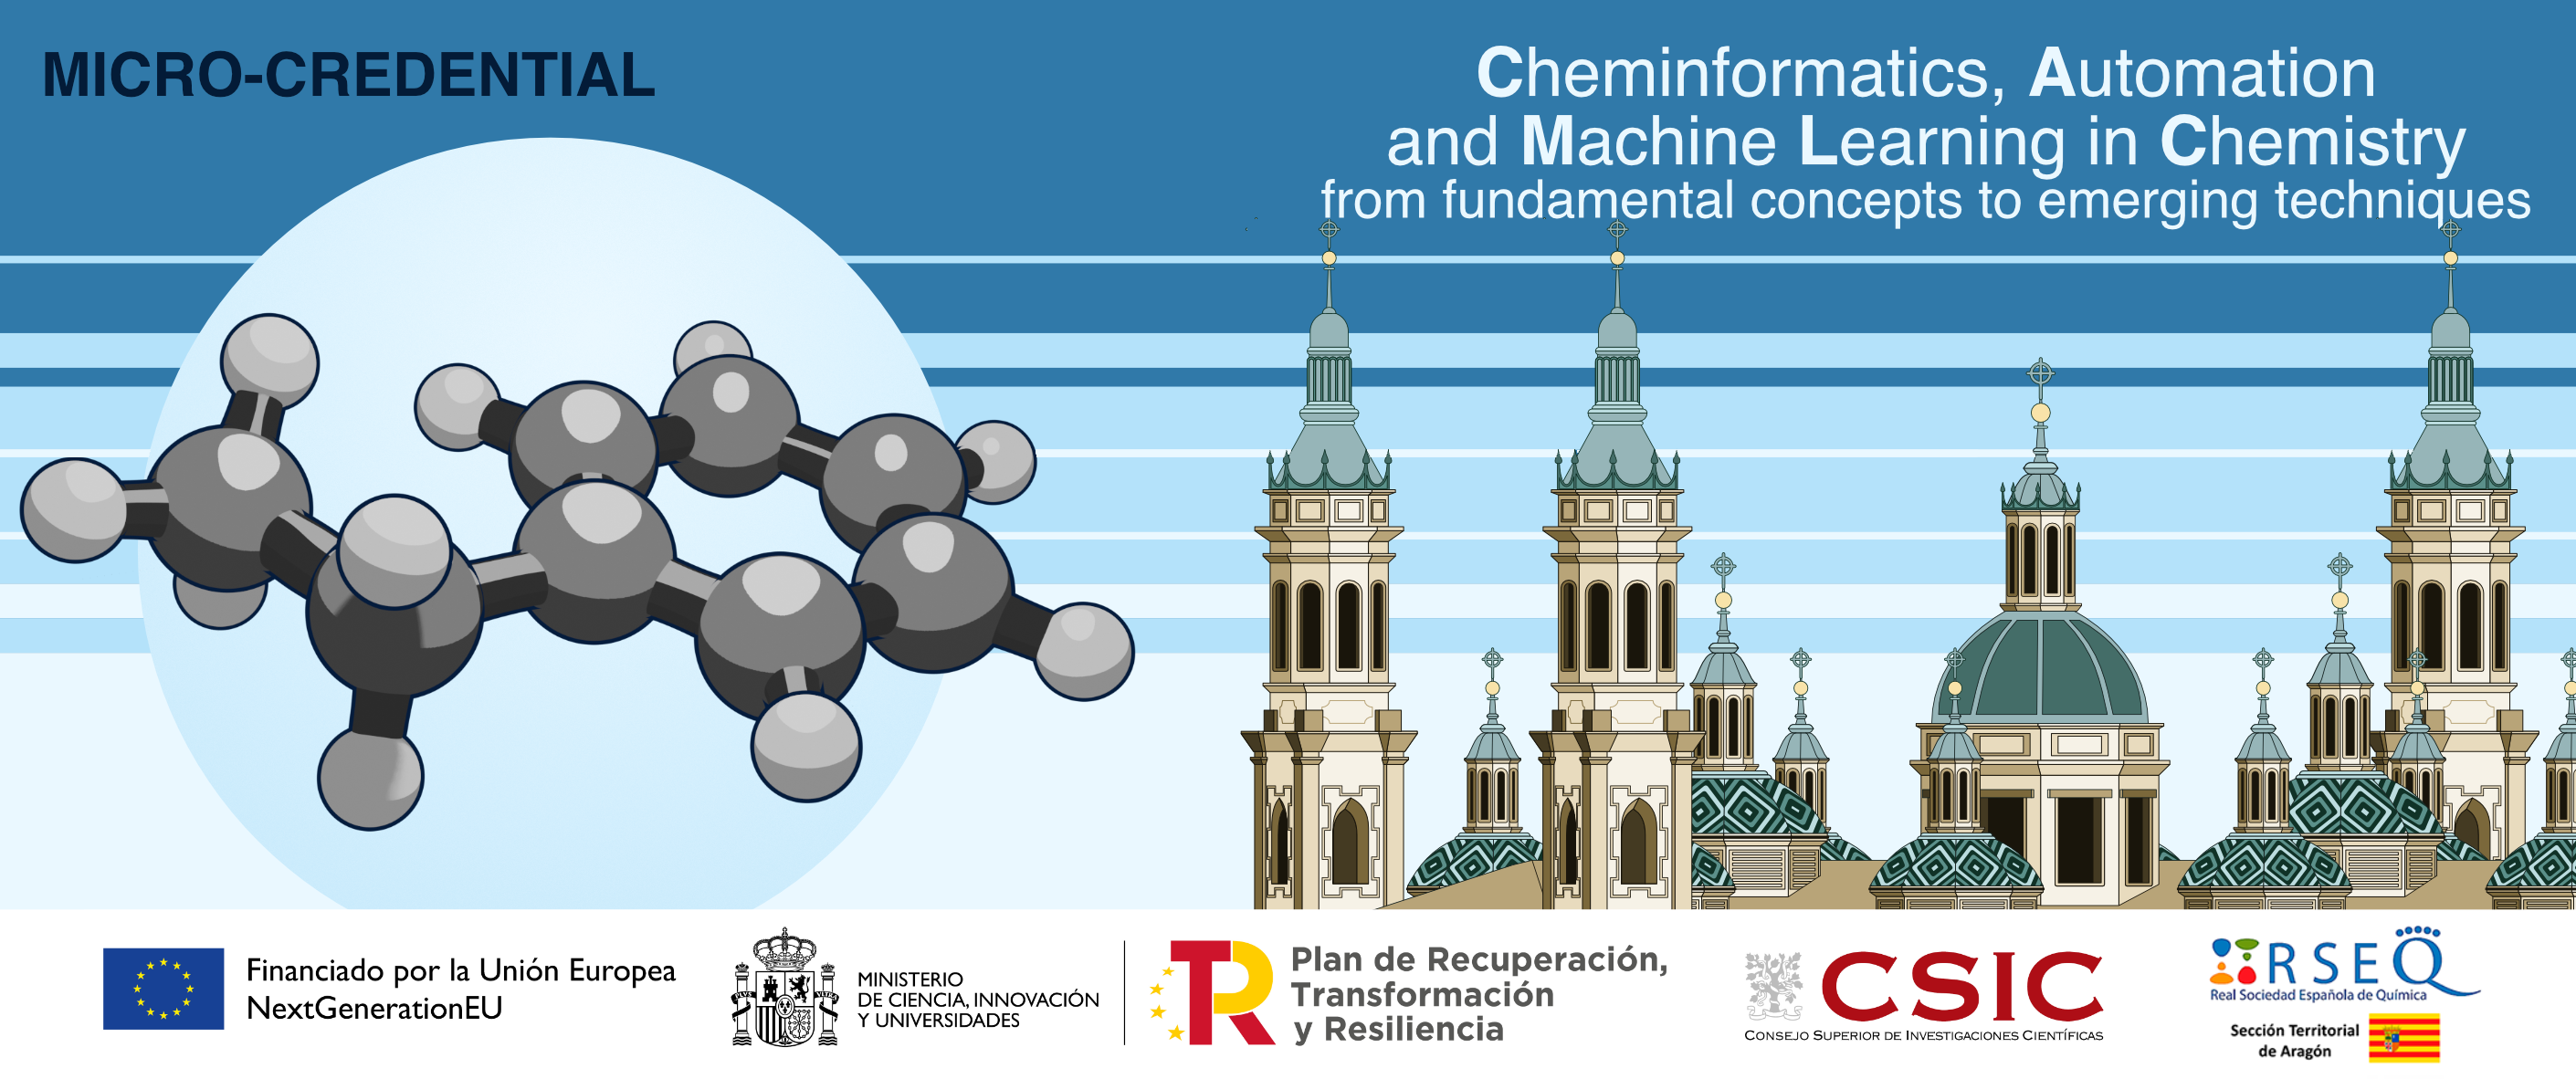 MICRO-CREDENTIAL
Cheminformatics, Automation
and Machine Learning in Chemistry
from fundamental concepts to emerging techniques
Financiado por la Unión Europea
NextGenerationEU
PLVS VLTRA
MINISTERIO
DE CIENCIA, INNOVACIÓN
Y UNIVERSIDADES
Plan de Recuperación,
Transformación
y Resiliencia
CSIC
CONSEJO SUPERIOR DE INVESTIGACIONES CIENTÍFICAS
RSEQ
Real Sociedad Española de Química
Sección Territorial
de Aragón